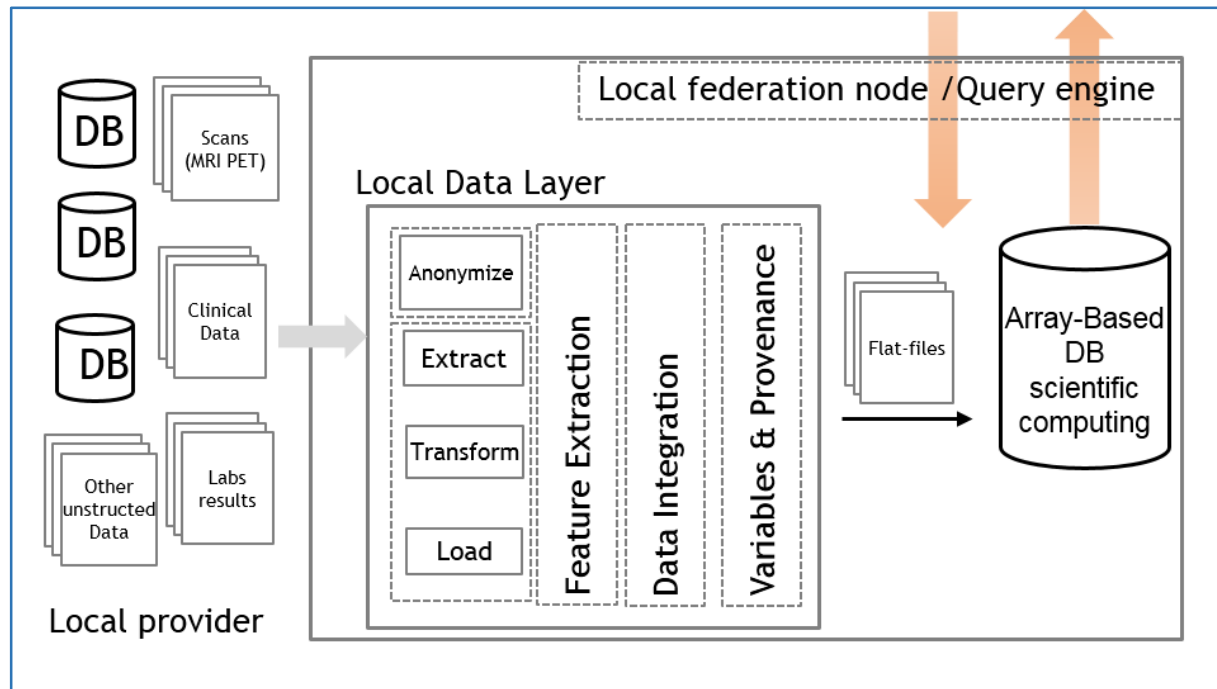 DB
Scans
(MRI PET)
DB
Clinical
Data
DB
Other
unstructed
Data
Labs
results
Local provider
Local federation node /Query engine
Local Data Layer
Anonymize
Extract
Transform
Load
Feature Extraction
Data Integration
Variables & Provenance
Flat-files
Array-Based
DB
scientific
computing